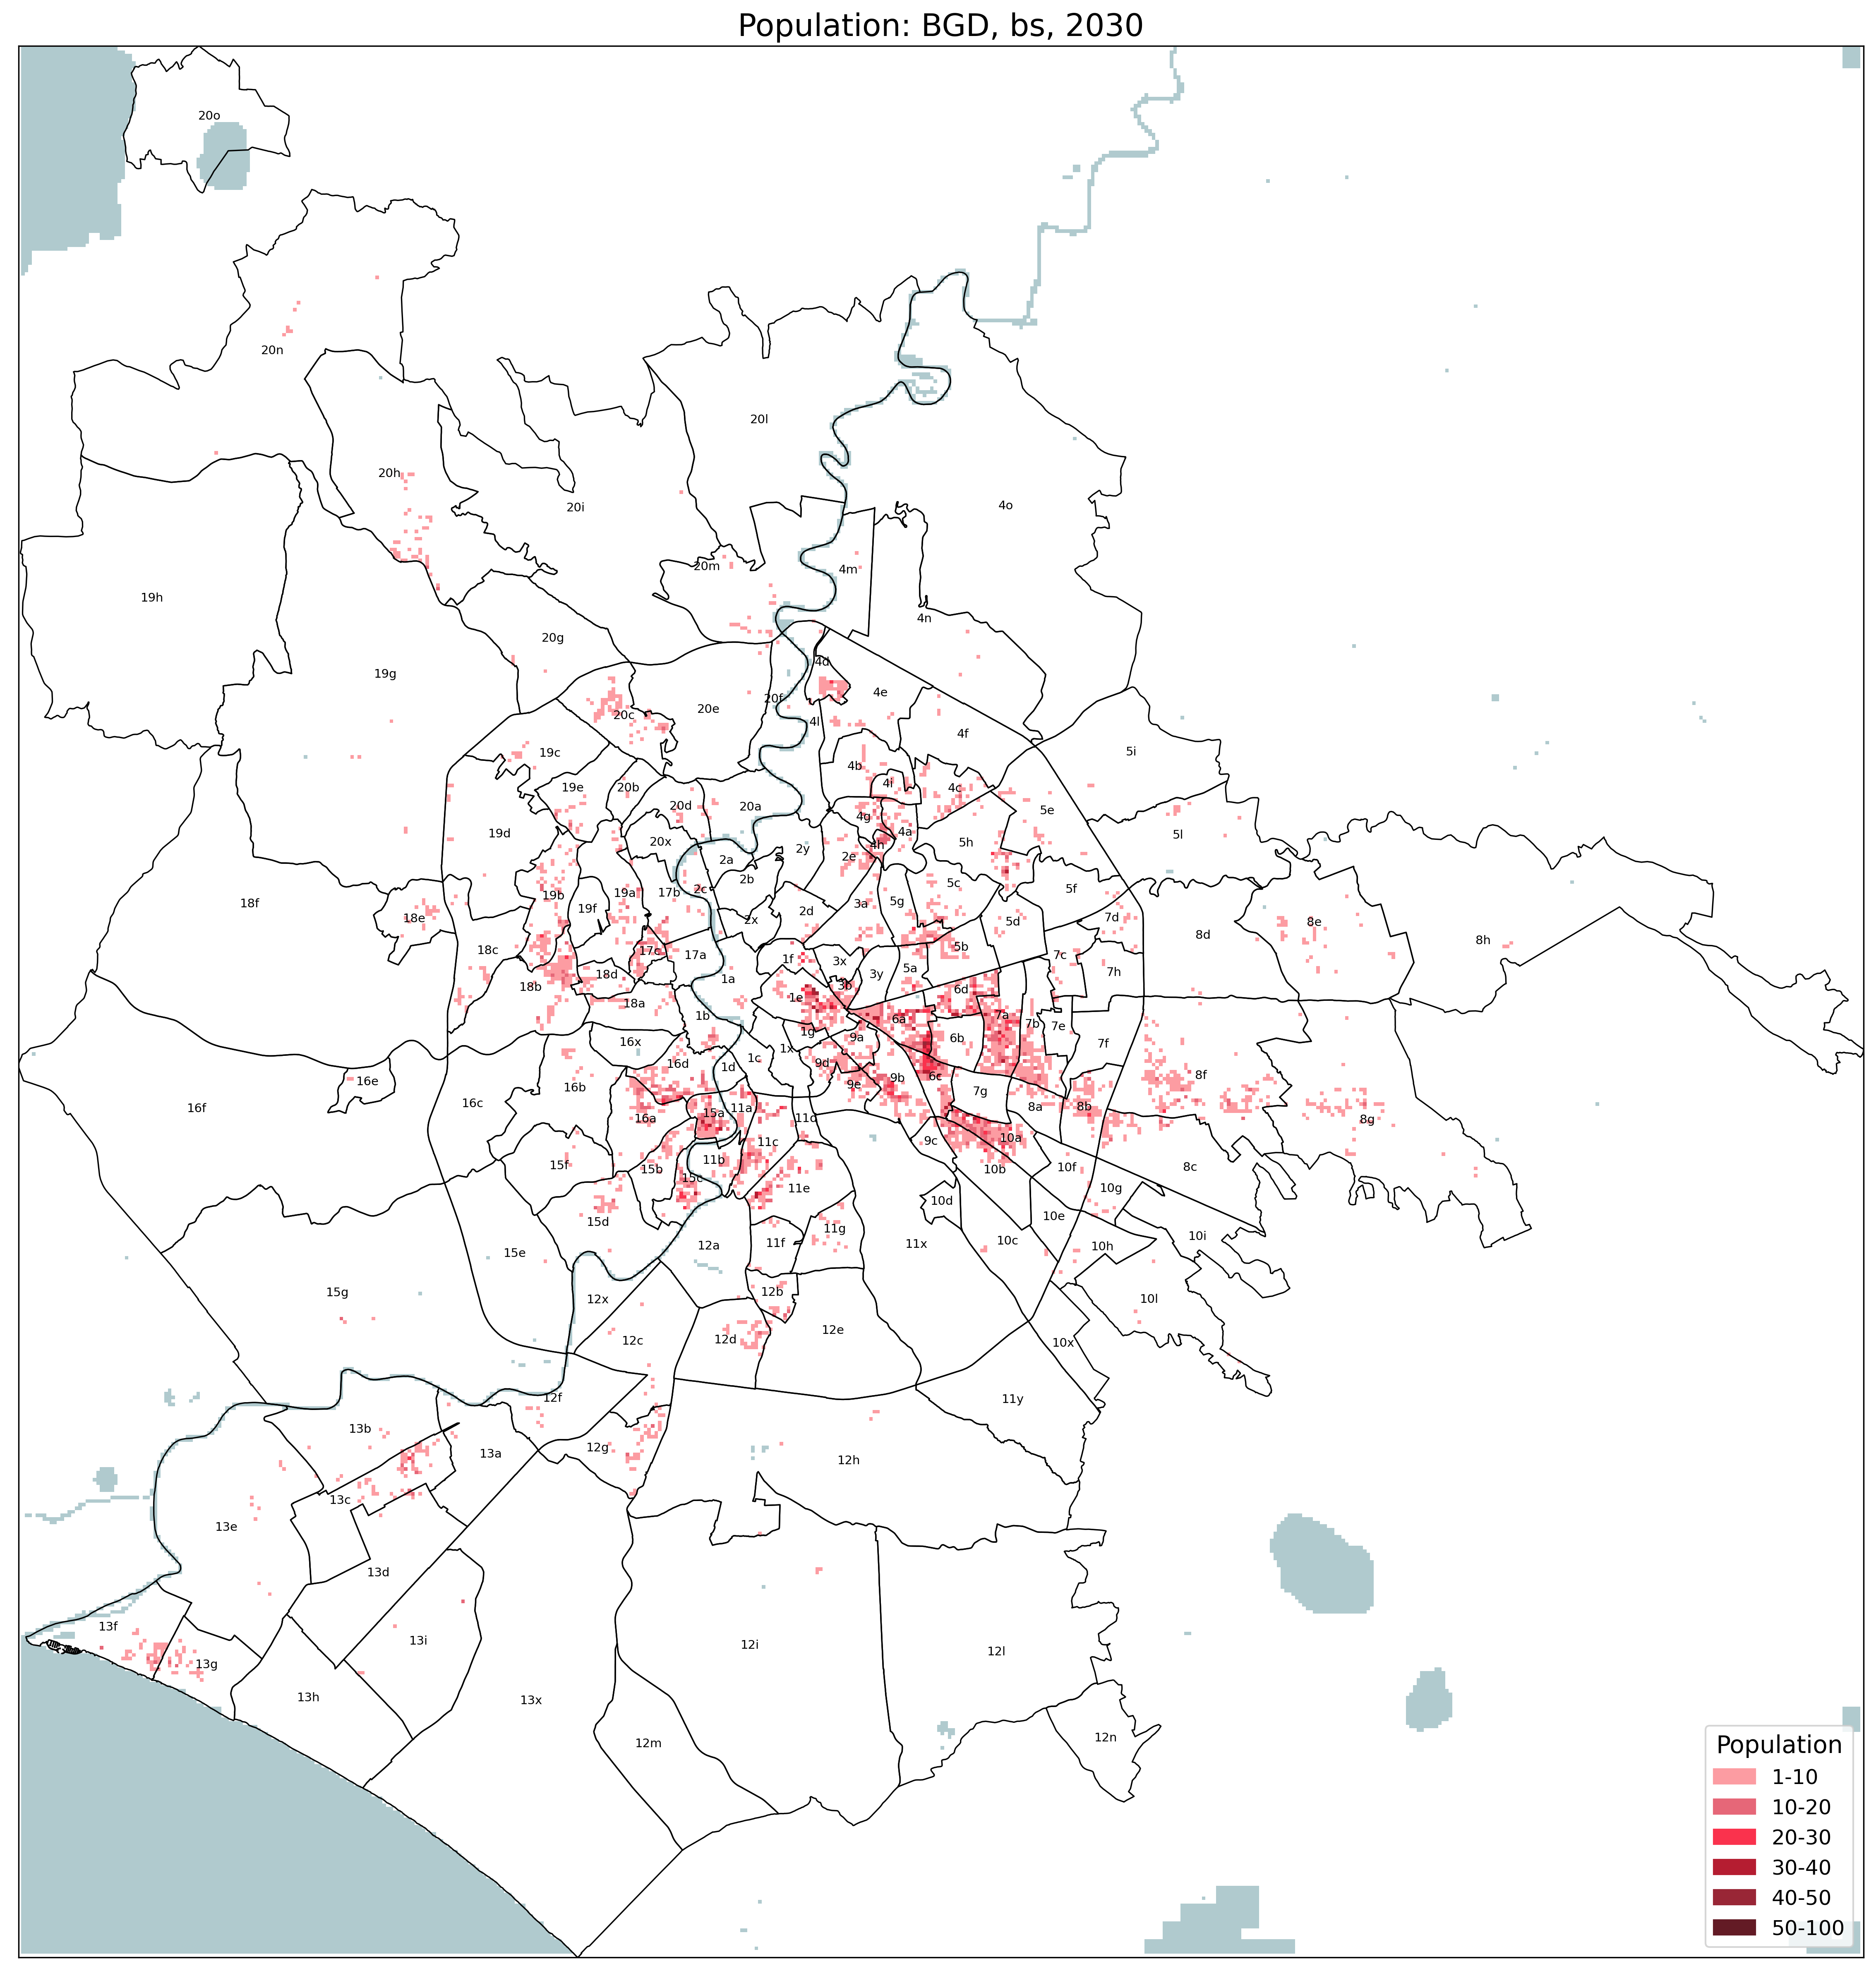 Population: BGD, bs, 2030
20o
20n
20l
20h
20i
4o
20m
4m
19h
4n
20g
4d
19g
20f
4e
20e
20c
4l
4f
19c
5i
4b
4i
19e
20b
4c
20d
20a
5e
4g
19d
4a
5l
20x
4h
5h
2y
2e
2a
2b
5c
5f
17b
2c
19b
19a
18f
3a
5g
19f
2d
18e
2x
5d
7d
8e
8d
8h
18c
17c
5b
17a
7c
1f
3x
5a
7h
18d
3y
1a
18b
3b
6d
1e
18a
1b
7a
6a
7b
7e
1g
9a
6b
16x
7f
1x
1c
16d
9d
1d
8f
6c
9b
16e
9e
16b
7g
16c
16f
11a
8a
8b
15a
16a
11d
8g
10a
11c
9c
11b
15f
15b
10b
10f
8c
15c
11e
10g
10d
10e
15d
11g
10i
10c
11f
11x
12a
10h
15e
15g
12b
12x
10l
12e
12d
12c
10x
12f
11y
13b
12g
13a
12h
13c
13e
13d
13f
13i
12i
12l
13g
13h
13x
12n
12m
Population
1-10
10-20
20-30
30-40
40-50
50-100